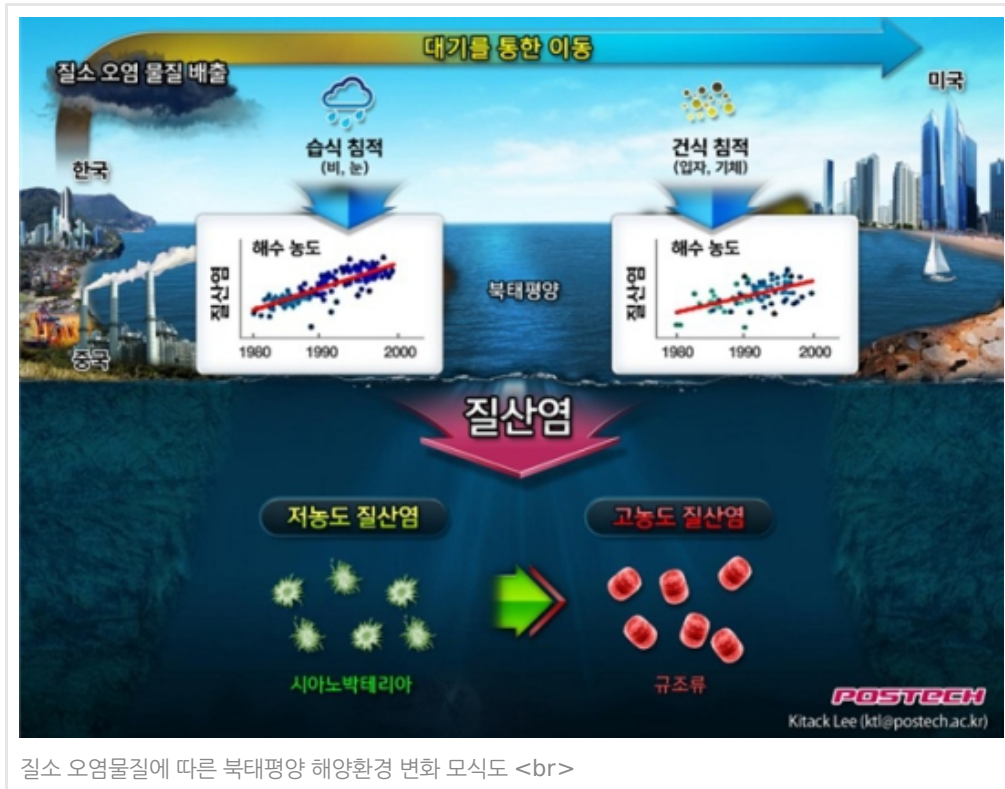 대기를 통한 이동
질소 오염 물질 배출
미국
습식 침적
(비, 눈)
건식 침적
(입자, 기체)
한국
해수 농도
질산염
1980 1990 2000
북태평양
해수 농도
질산염
1980 1990 2000
중국
질산염
저농도 질산염
고농도 질산염
시아노박테리아
규조류
POSTECH
Kitack Lee (ktl@postech.ac.kr)
질소 오염물질에 따른 북태평양 해양환경 변화 모식도 <br>